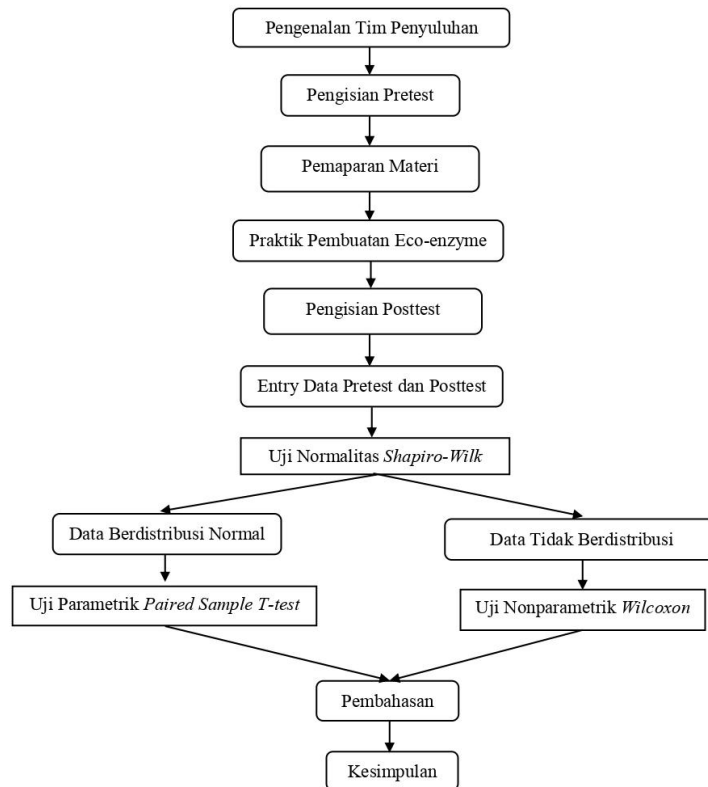 Pengenalan Tim Penyuluhan
Pengisian Pretest
Pemaparan Materi
Praktik Pembuatan Eco-enzyme
Pengisian Posttest
Entry Data Pretest dan Posttest
Uji Normalitas Shapiro-Wilk
Data Berdistribusi Normal
Data Tidak Berdistribusi
Uji Parametrik Paired Sample T-test
Uji Nonparametrik Wilcoxon
Pembahasan
Kesimpulan